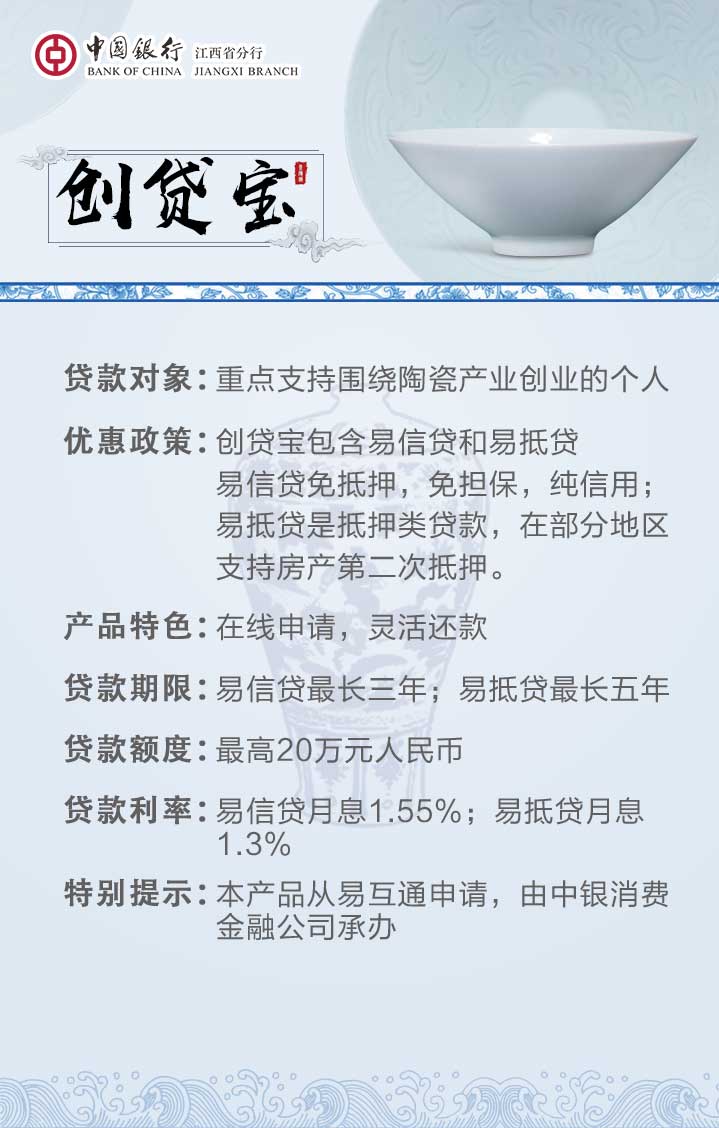 中國銀行 江西省分行
BANK OF CHINA JIANGXI BRANCH
创贷宝
贷款对象：重点支持围绕陶瓷产业创业的个人
优惠政策：创贷宝包含易信贷和易抵贷
易信贷免抵押，免担保，纯信用；
易抵贷是抵押类贷款，在部分地区
支持房产第二次抵押。
产品特色：在线申请，灵活还款
贷款期限：易信贷最长三年；易抵贷最长五年
贷款额度：最高20万元人民币
贷款利率：易信贷月息1.55%；易抵贷月息
1.3%
特别提示：本产品从易互通申请，由中银消费
金融公司承办